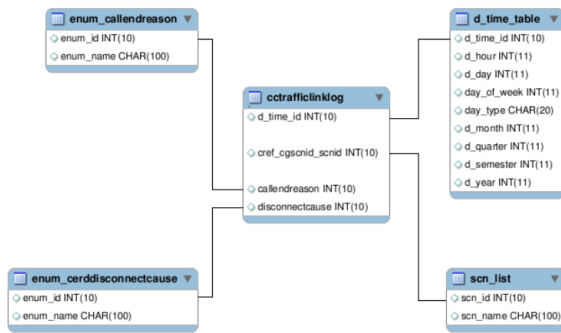 enum_callendreason
enum_id INT(10)
enum_name CHAR(100)
d_time_table
d_time_id INT(10)
d_hour INT(11)
d_day INT(11)
day_of_week INT(11)
day_type CHAR(20)
d_month INT(11)
d_quarter INT(11)
d_semester INT(11)
d_year INT(11)
cctrafficlinklog
d_time_id INT(10)
cref_cgscnid_scnid INT(10)
callendreason INT(10)
disconnectcause INT(10)
enum_cerddisconnectcause
enum_id INT(10)
enum_name CHAR(100)
scn_list
scn_id INT(10)
scn_name CHAR(100)